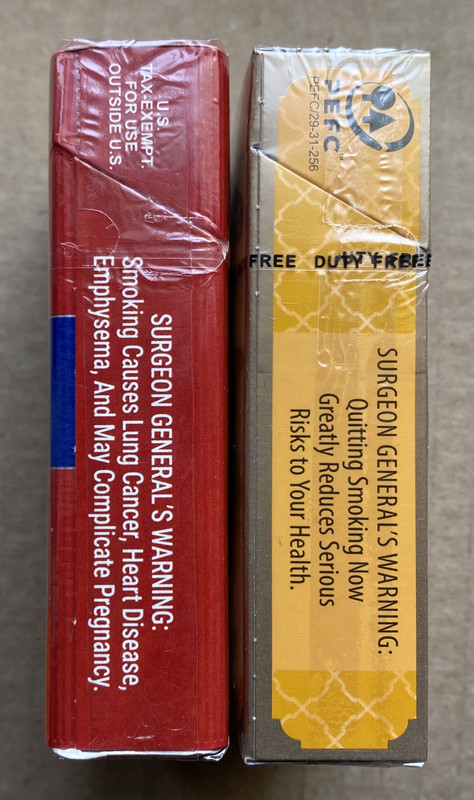 U.S.
TAX-EXEMPT.
FOR USE
OUTSIDE U.S.
SURGEON GENERAL'S WARNING:
Smoking Causes Lung Cancer, Heart Disease,
Emphysema, And May Complicate Pregnancy.
PEFC
PEFC/29-31-256
FREE DUTY FREE
SURGEON GENERAL'S WARNING:
Quitting Smoking Now
Greatly Reduces Serious
Risks to Your Health.